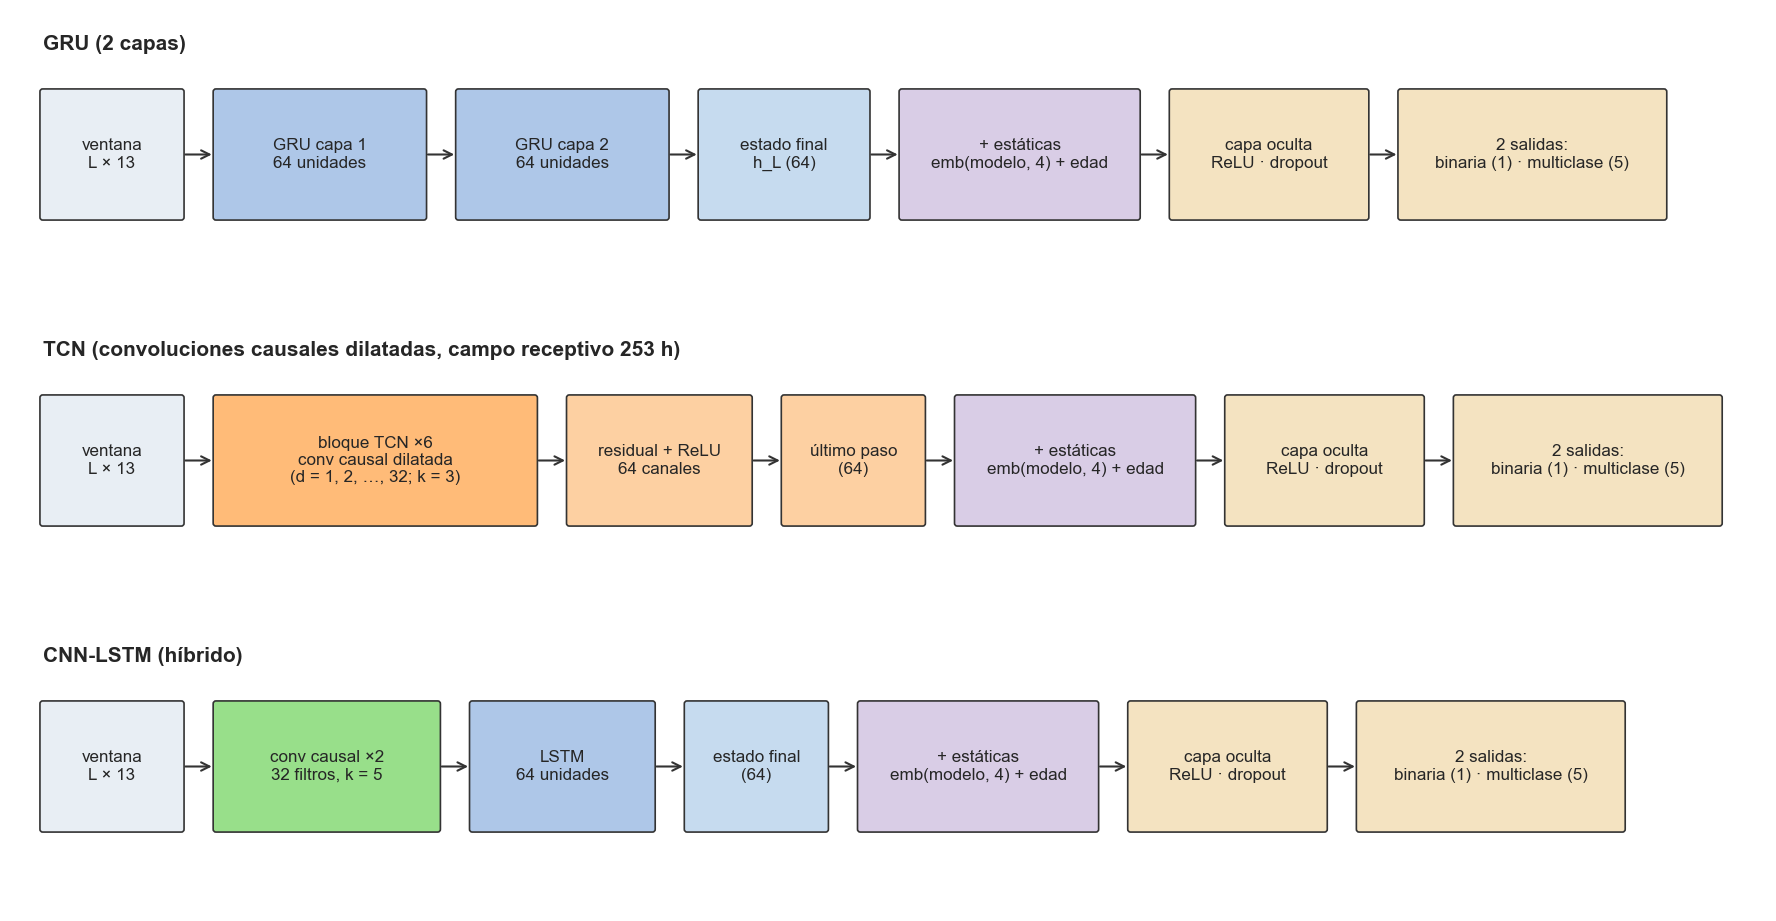 GRU (2 capas)
ventana
L × 13
GRU capa 1
64 unidades
GRU capa 2
64 unidades
estado final
h_L (64)
+ estáticas
emb(modelo, 4) + edad
capa oculta
ReLU · dropout
2 salidas:
binaria (1) · multiclase (5)
TCN (convoluciones causales dilatadas, campo receptivo 253 h)
ventana
L × 13
bloque TCN ×6
conv causal dilatada
(d = 1, 2, …, 32; k = 3)
residual + ReLU
64 canales
último paso
(64)
+ estáticas
emb(modelo, 4) + edad
capa oculta
ReLU · dropout
2 salidas:
binaria (1) · multiclase (5)
CNN-LSTM (híbrido)
ventana
L × 13
conv causal ×2
32 filtros, k = 5
LSTM
64 unidades
estado final
(64)
+ estáticas
emb(modelo, 4) + edad
capa oculta
ReLU · dropout
2 salidas:
binaria (1) · multiclase (5)